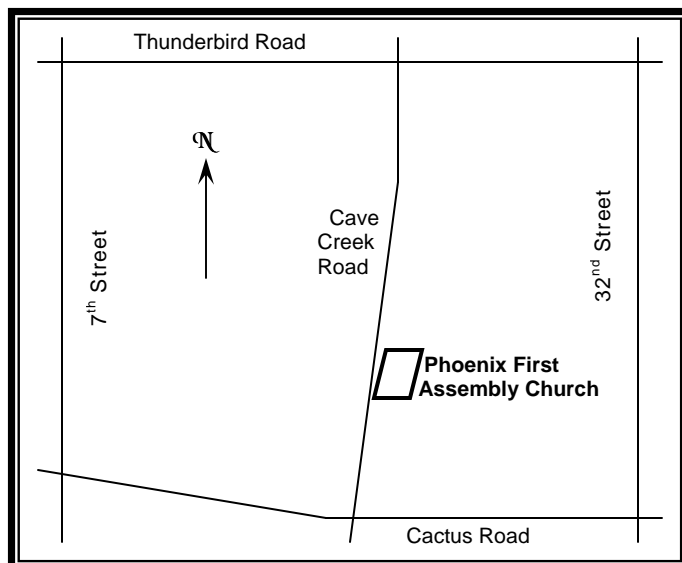 Thunderbird Road
N
Cave
Creek
Road
7th Street
32nd Street
Phoenix First
Assembly Church
Cactus Road